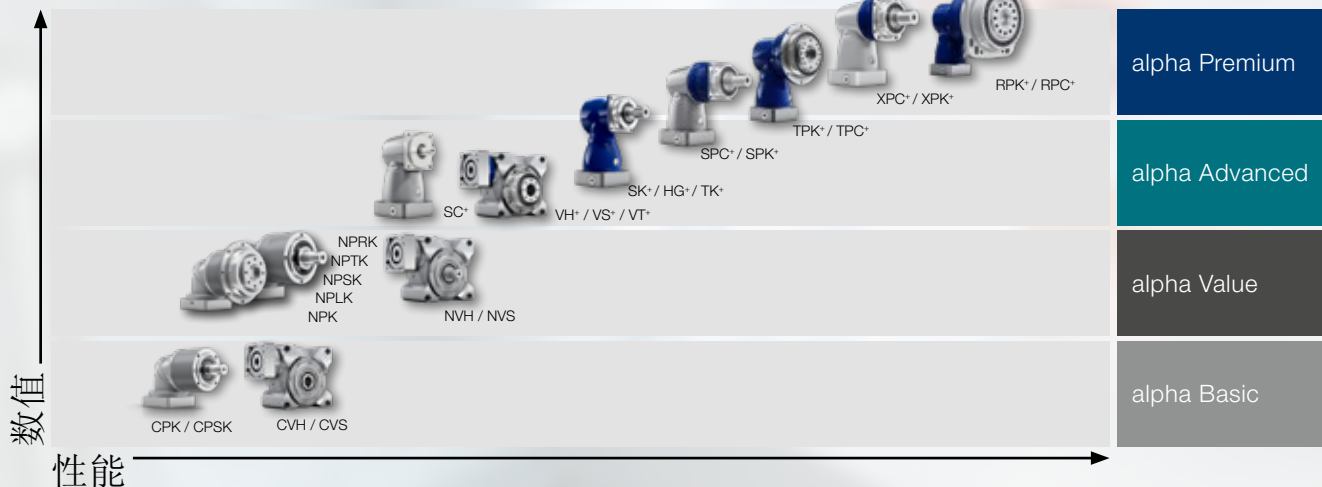 alpha Premium
RPK⁺ / RPC⁺
XPC⁺ / XPK⁺
TPK⁺ / TPC⁺
SPC⁺ / SPK⁺
alpha Advanced
SK⁺ / HG⁺ / TK⁺
SC⁺
VH⁺ / VS⁺ / VT⁺
NPRK
NPTK
NPSK
NPLK
NPK
NVH / NVS
alpha Value
CPK / CPSK
CVH / CVS
alpha Basic
数值
性能